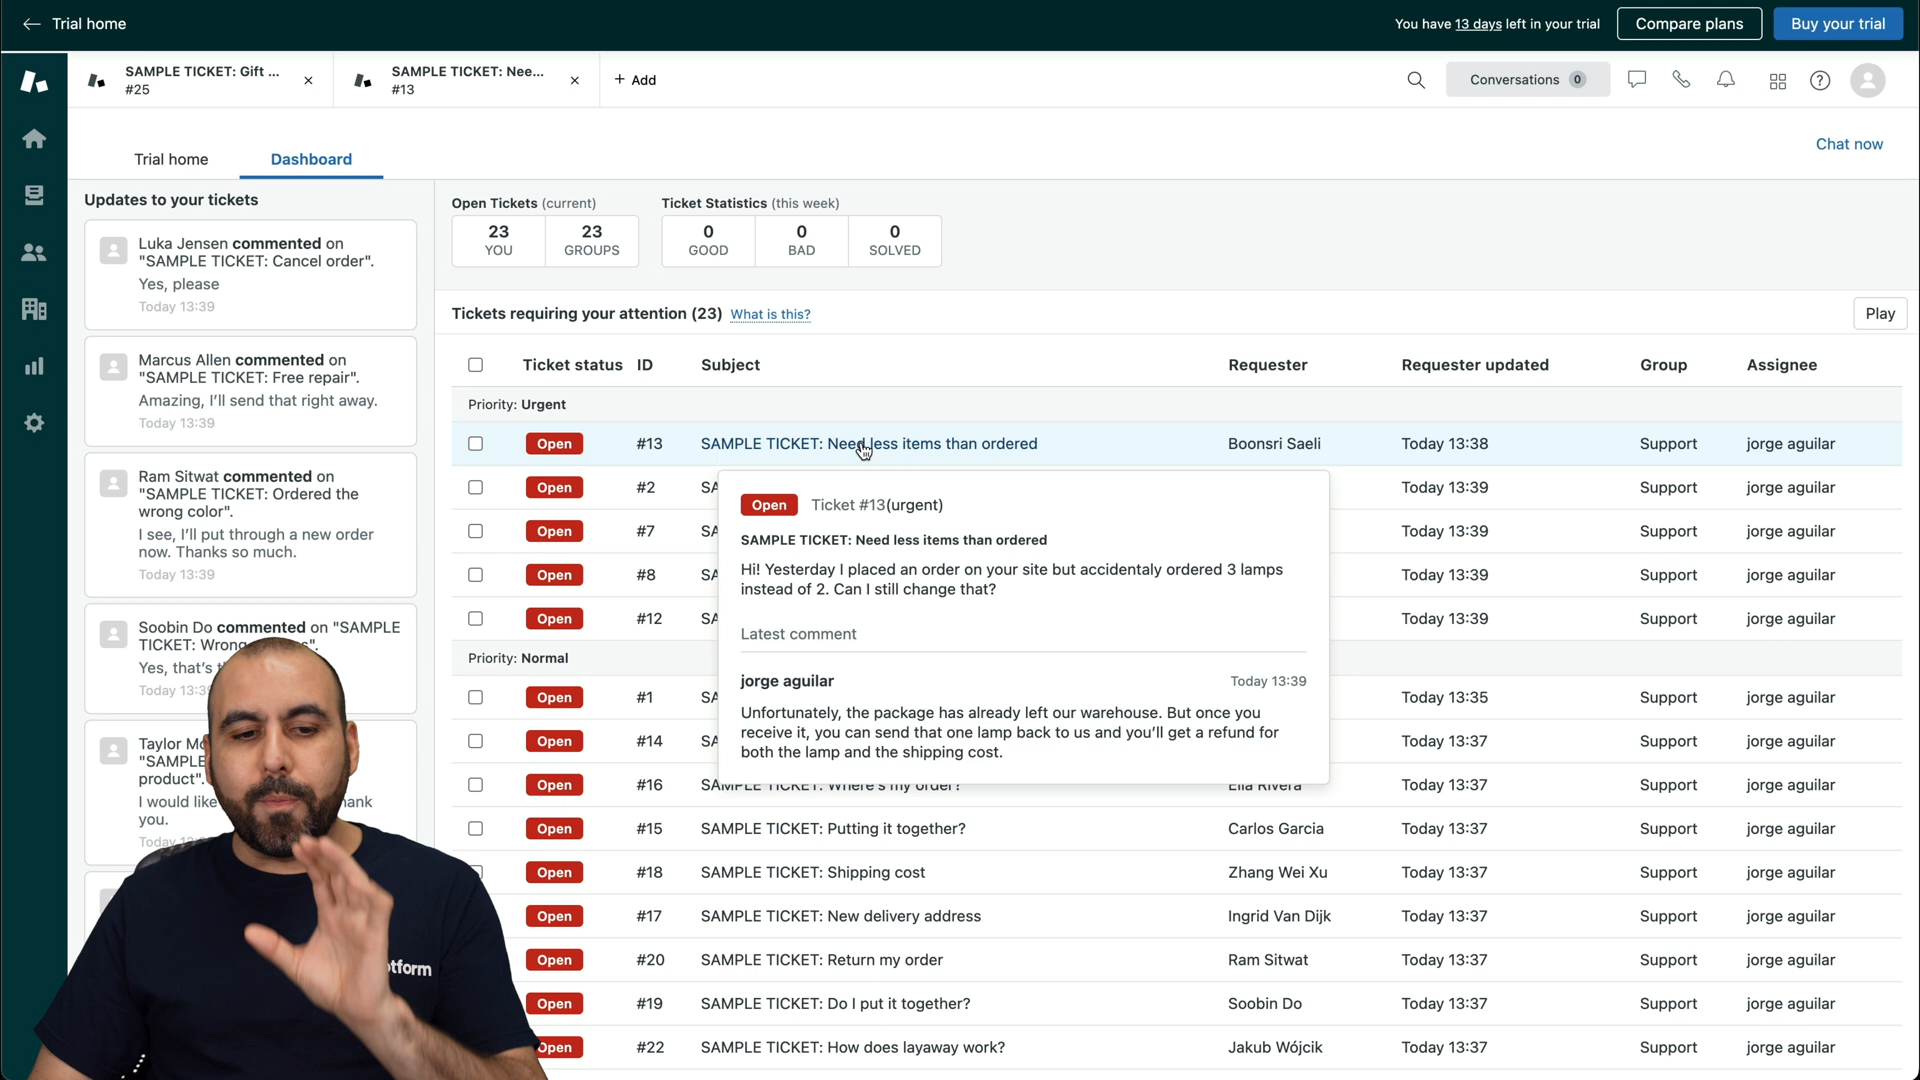 Trial home
You have 13 days left in your trial
Compare plans
Buy your trial
SAMPLE TICKET: Gift ...
#25
SAMPLE TICKET: Nee...
#13
+ Add
Conversations 0
Trial home
Dashboard
Chat now
Updates to your tickets
Luka Jensen commented on
"SAMPLE TICKET: Cancel order".
Yes, please
Today 13:39
Marcus Allen commented on
"SAMPLE TICKET: Free repair".
Amazing, I'll send that right away.
Today 13:39
Ram Sitwat commented on
"SAMPLE TICKET: Ordered the
wrong color".
I see, I'll put through a new order
now. Thanks so much.
Today 13:39
Soobin Do commented on "SAMPLE
TICKET: Wrong
Yes, that's
Today
Taylor
"SAMPLE
product".
I would like
you.
Today
Open Tickets (current)
23 YOU
23 GROUPS
Ticket Statistics (this week)
0 GOOD
0 BAD
0 SOLVED
Tickets requiring your attention (23) What is this?
Play
Ticket status ID Subject Requester Requester updated Group Assignee
Priority: Urgent
Open #13 SAMPLE TICKET: Need less items than ordered Boonsri Saeli Today 13:38 Support jorge aguilar
Open #2 SA Today 13:39 Support jorge aguilar
Open #7 SA Today 13:39 Support jorge aguilar
Open #8 SA Today 13:39 Support jorge aguilar
Open #12 SA Today 13:39 Support jorge aguilar
Open Ticket #13(urgent)
SAMPLE TICKET: Need less items than ordered
Hi! Yesterday I placed an order on your site but accidentaly ordered 3 lamps
instead of 2. Can I still change that?
Latest comment
jorge aguilar Today 13:39
Unfortunately, the package has already left our warehouse. But once you
receive it, you can send that one lamp back to us and you'll get a refund for
both the lamp and the shipping cost.
Priority: Normal
Open #1 SA Today 13:35 Support jorge aguilar
Open #14 SA Today 13:37 Support jorge aguilar
Open #16 SAMPLE TICKET: Where's my order? Ella Rivera Today 13:37 Support jorge aguilar
Open #15 SAMPLE TICKET: Putting it together? Carlos Garcia Today 13:37 Support jorge aguilar
Open #18 SAMPLE TICKET: Shipping cost Zhang Wei Xu Today 13:37 Support jorge aguilar
Open #17 SAMPLE TICKET: New delivery address Ingrid Van Dijk Today 13:37 Support jorge aguilar
Open #20 SAMPLE TICKET: Return my order Ram Sitwat Today 13:37 Support jorge aguilar
Open #19 SAMPLE TICKET: Do I put it together? Soobin Do Today 13:37 Support jorge aguilar
Open #22 SAMPLE TICKET: How does layaway work? Jakub Wójcik Today 13:37 Support jorge aguilar